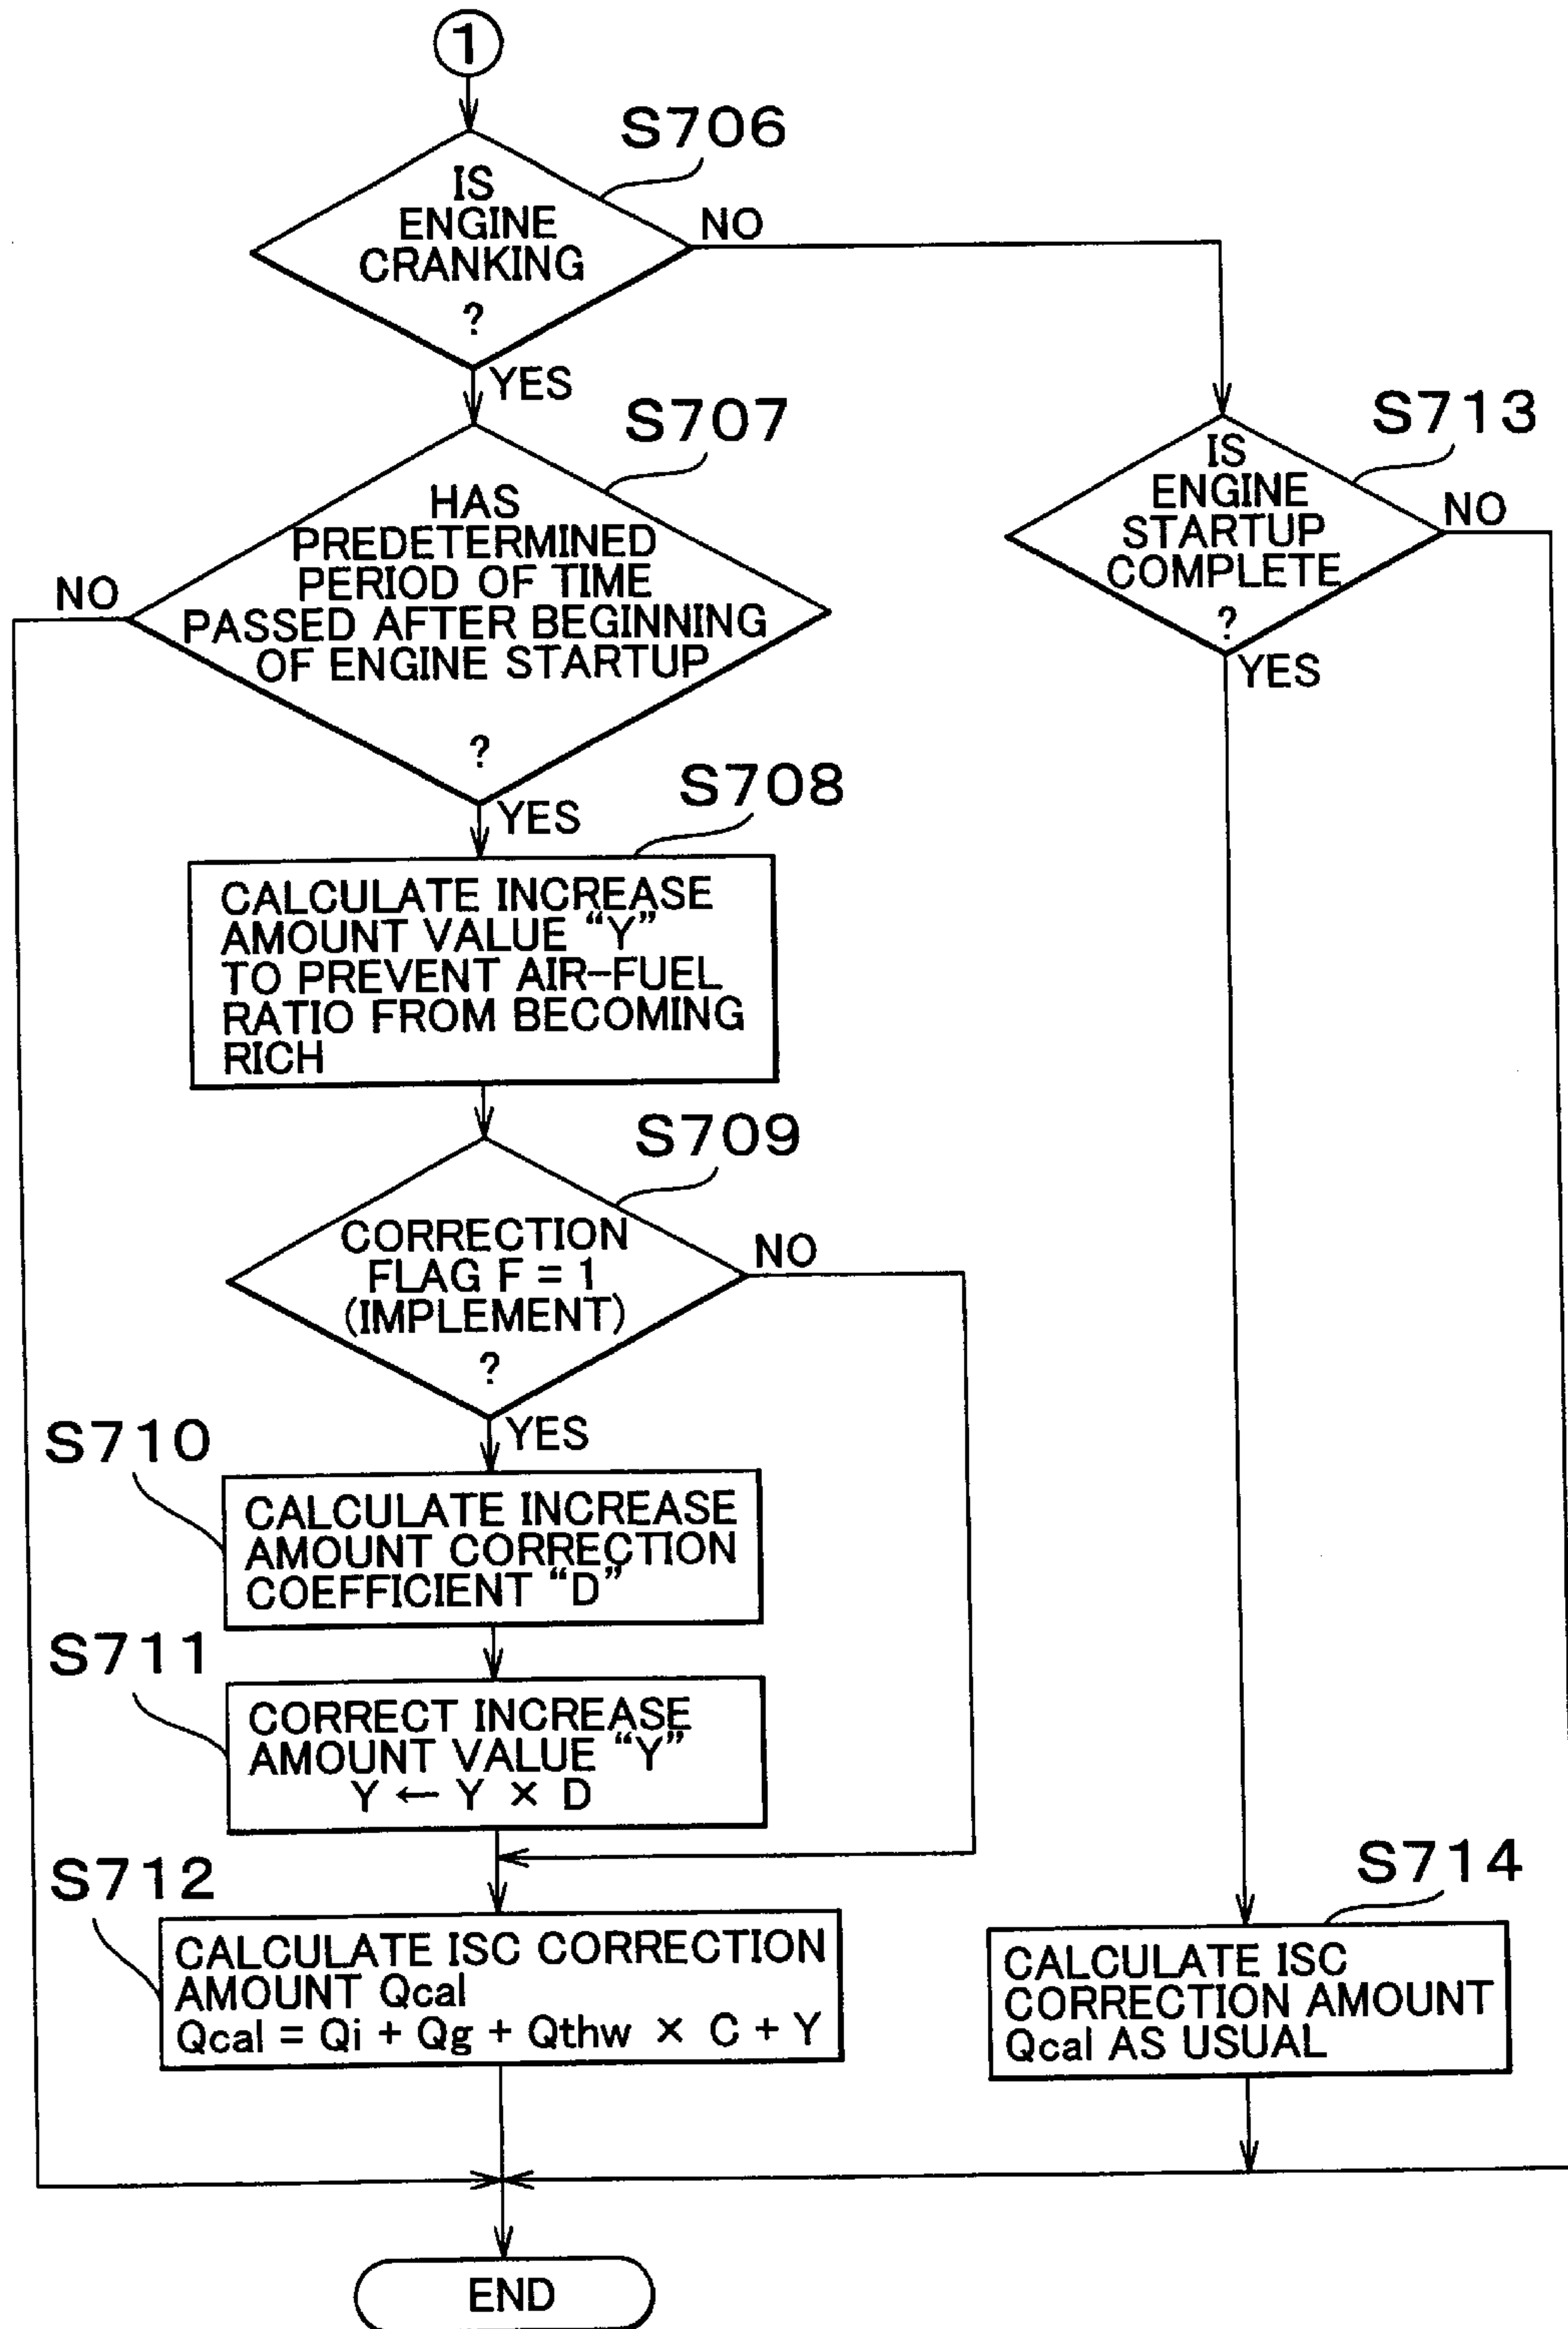 1
S706
IS
ENGINE
CRANKING
?
NO
YES
S707
HAS
PREDETERMINED
PERIOD OF TIME
PASSED AFTER BEGINNING
OF ENGINE STARTUP
?
NO
YES
S713
IS
ENGINE
STARTUP
COMPLETE
?
NO
YES
S708
CALCULATE INCREASE
AMOUNT VALUE “Y”
TO PREVENT AIR-FUEL
RATIO FROM BECOMING
RICH
S709
CORRECTION
FLAG F = 1
(IMPLEMENT)
?
NO
YES
S710
CALCULATE INCREASE
AMOUNT CORRECTION
COEFFICIENT “D”
S711
CORRECT INCREASE
AMOUNT VALUE “Y”
Y ← Y × D
S712
CALCULATE ISC CORRECTION
AMOUNT Qcal
Qcal = Qi + Qg + Qthw × C + Y
S714
CALCULATE ISC
CORRECTION AMOUNT
Qcal AS USUAL
END